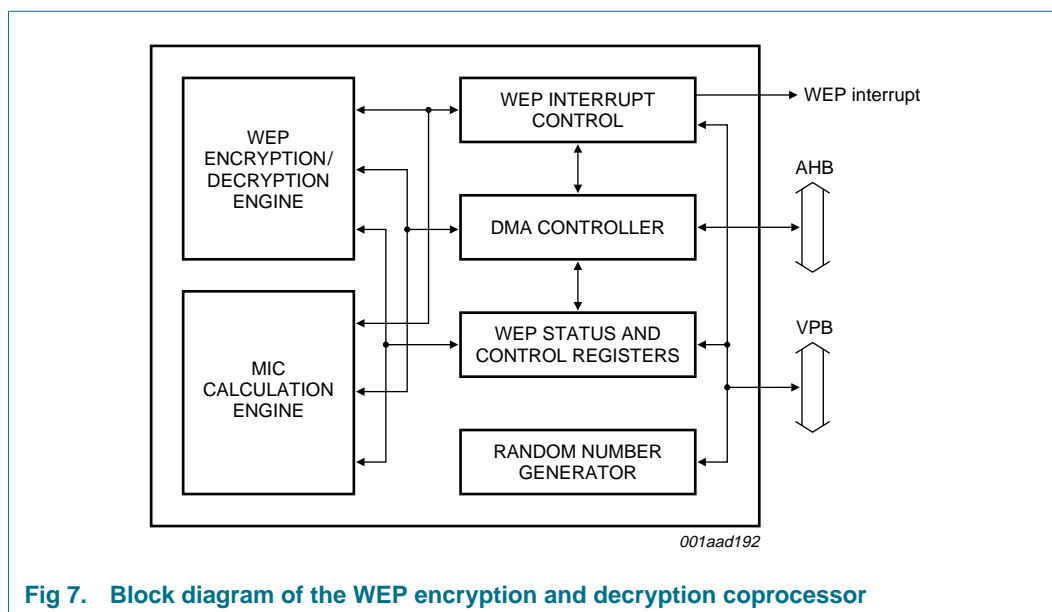 WEP
ENCRYPTION/
DECRYPTION
ENGINE
MIC
CALCULATION
ENGINE
WEP INTERRUPT
CONTROL
DMA CONTROLLER
WEP STATUS AND
CONTROL REGISTERS
RANDOM NUMBER
GENERATOR
WEP interrupt
AHB
VPB
001aad192
Fig 7. Block diagram of the WEP encryption and decryption coprocessor